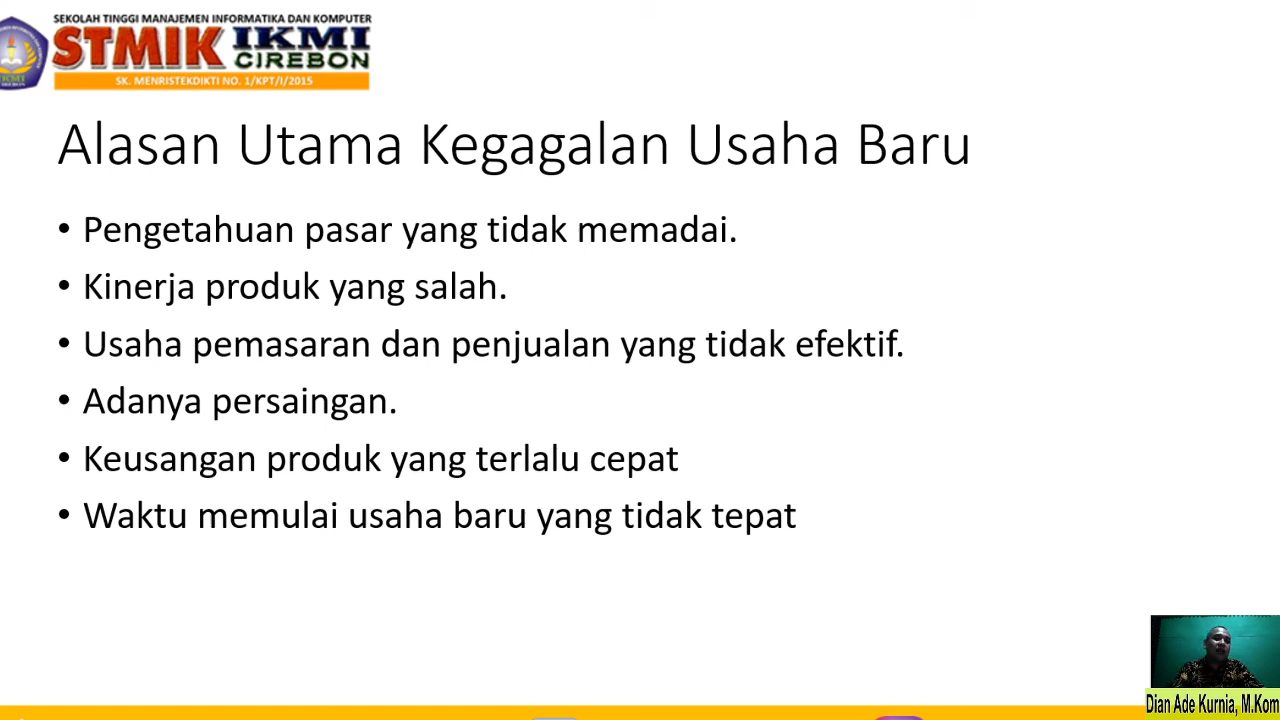 SEKOLAH TINGGI MANAJEMEN INFORMATIKA DAN KOMPUTER
STMIK IKMI
CIREBON
SK. MENRISTEKDIKTI NO. 1/KPT/I/2015
Alasan Utama Kegagalan Usaha Baru
• Pengetahuan pasar yang tidak memadai.
• Kinerja produk yang salah.
• Usaha pemasaran dan penjualan yang tidak efektif.
• Adanya persaingan.
• Keusangan produk yang terlalu cepat
• Waktu memulai usaha baru yang tidak tepat
Dian Ade Kurnia, M.Kom